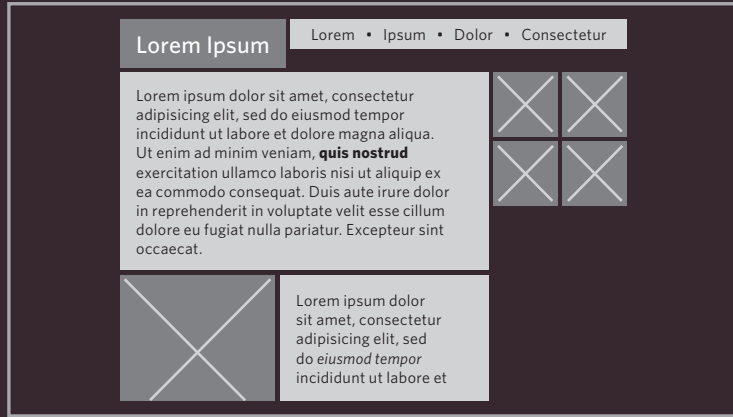 Lorem Ipsum
Lorem • Ipsum • Dolor • Consectetur
Lorem ipsum dolor sit amet, consectetur
adipisicing elit, sed do eiusmod tempor
incididunt ut labore et dolore magna aliqua.
Ut enim ad minim veniam, quis nostrud
exercitation ullamco laboris nisi ut aliquip ex
ea commodo consequat. Duis aute irure dolor
in reprehenderit in voluptate velit esse cillum
dolore eu fugiat nulla pariatur. Excepteur sint
occaecat.
Lorem ipsum dolor
sit amet, consectetur
adipisicing elit, sed
do eiusmod tempor
incididunt ut labore et